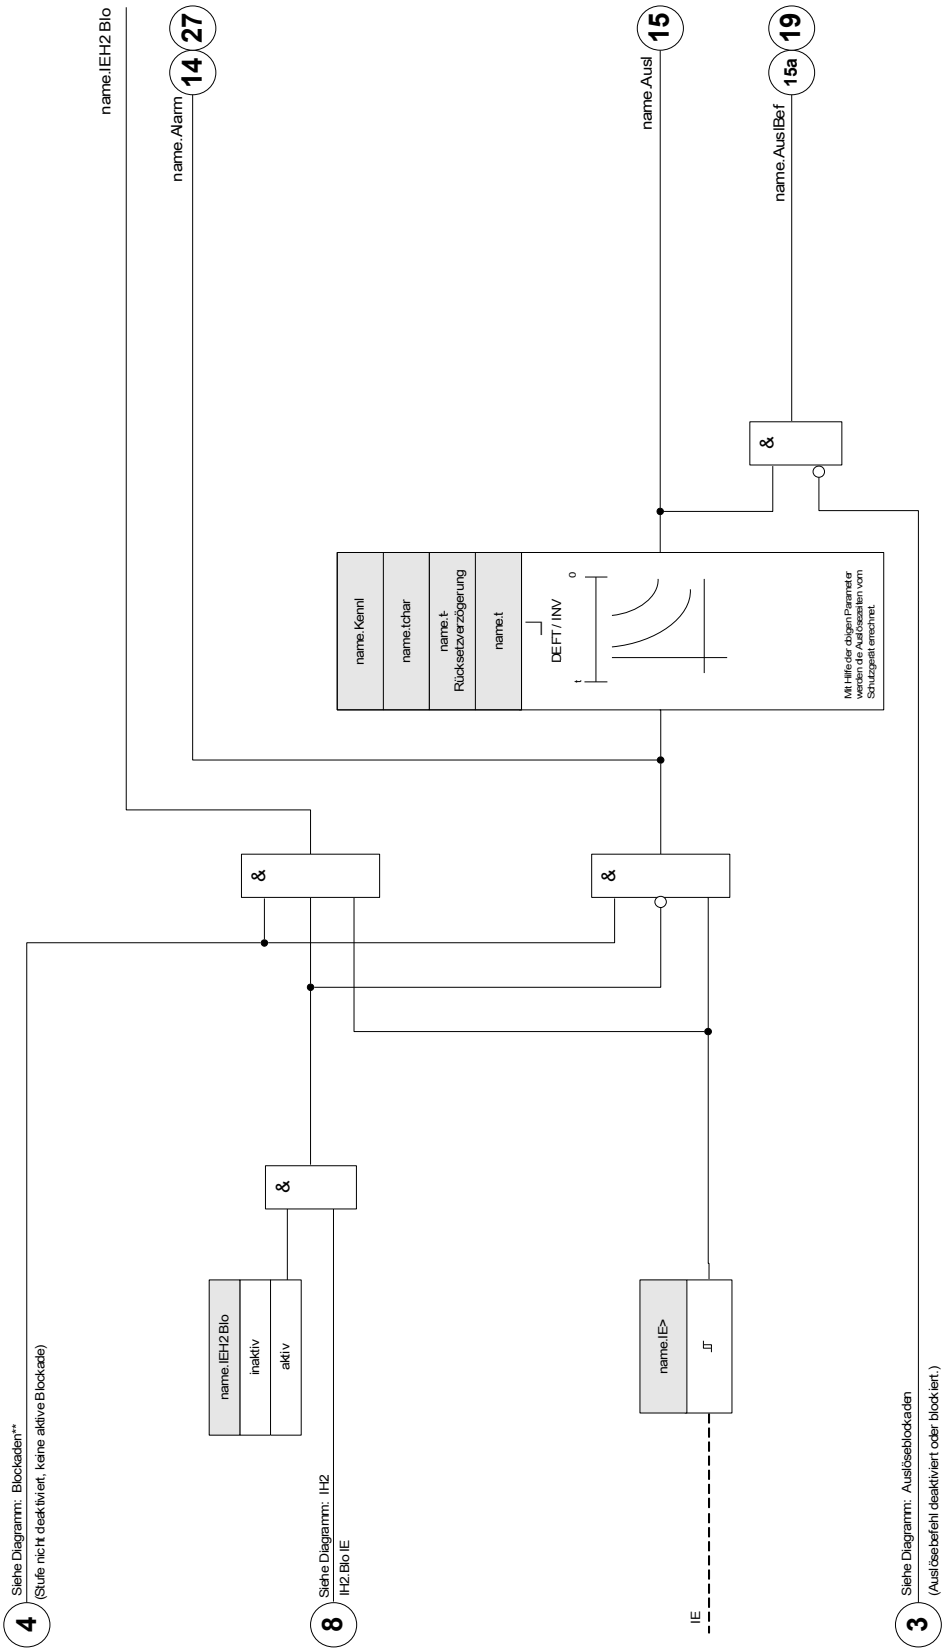 4
Siehe Diagramm: Blockaden**
(Stufe nicht deaktiviert, keine aktive Blockade)
name.IEH2 Blo
name.Alarm
14
27
name.IEH2 Blo
inaktiv
aktiv
&
&
8
Siehe Diagramm: IH2
IH2.Blo IE
name.Kennl
name.tchar
name.t-
Rücksetzverzögerung
name.t
DEFT / INV
t
0
Mit Hilfe der obigen Parameter
werden die Auslösezeiten vom
Schutzgerät errechnet.
IE
name.IE>
&
name.Ausl
15
&
name.AuslBef
15a
19
3
Siehe Diagramm: Auslöseblockaden
(Auslösebefehl deaktiviert oder blockiert.)